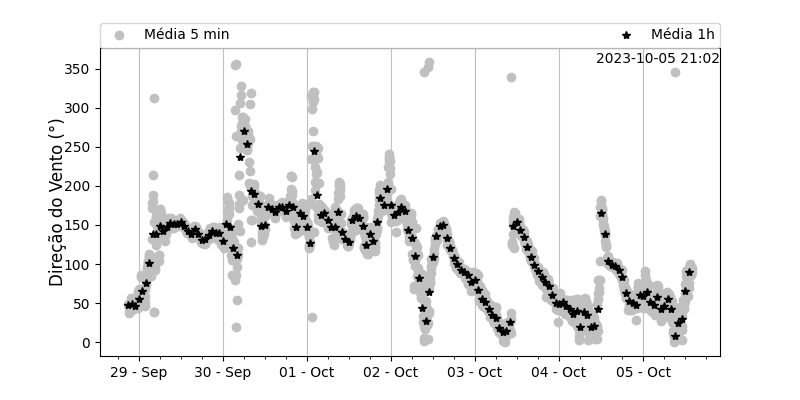 Média 5 min
Média 1h
2023-10-05 21:02
Direção do Vento (°)
350
300
250
200
150
100
50
0
29 - Sep
30 - Sep
01 - Oct
02 - Oct
03 - Oct
04 - Oct
05 - Oct